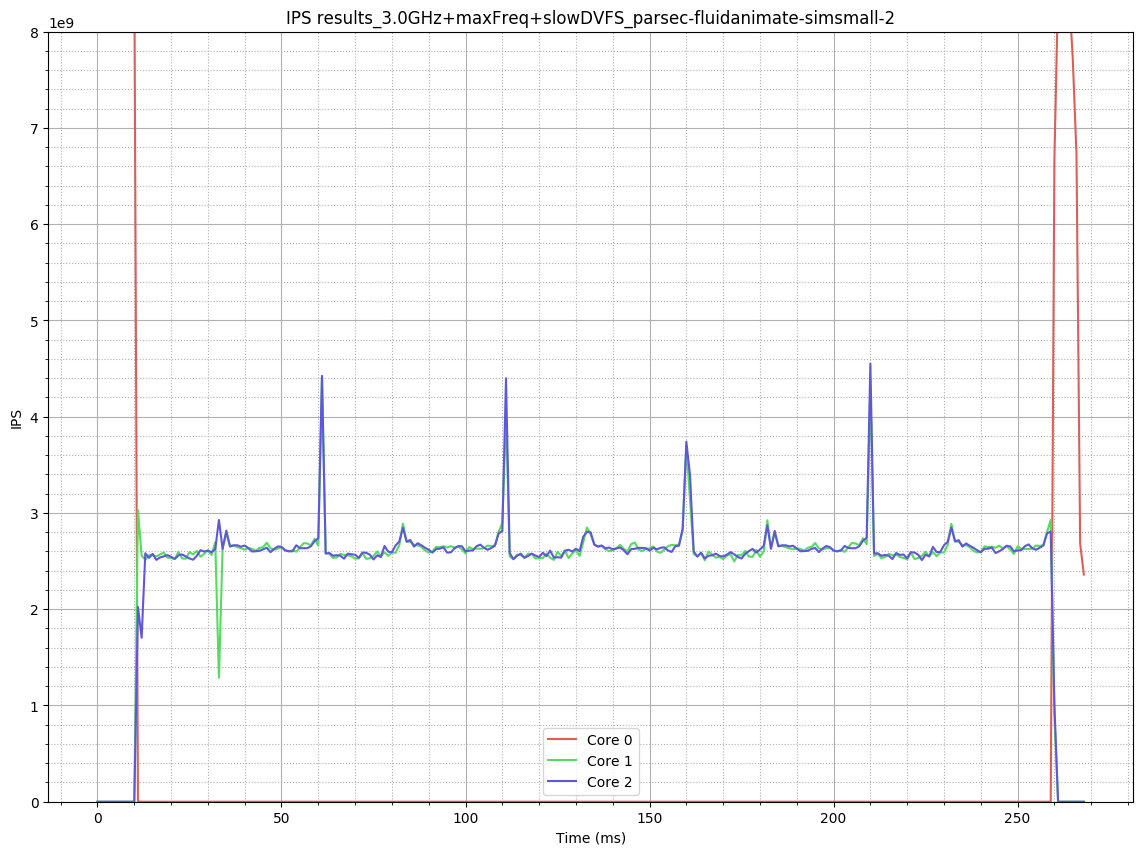 IPS results_3.0GHz+maxFreq+slowDVFS_parsec-fluidanimate-simsmall-2
1e9
8
7
6
5
4
3
2
1
0
IPS
0 50 100 150 200 250
Time (ms)
Core 0
Core 1
Core 2